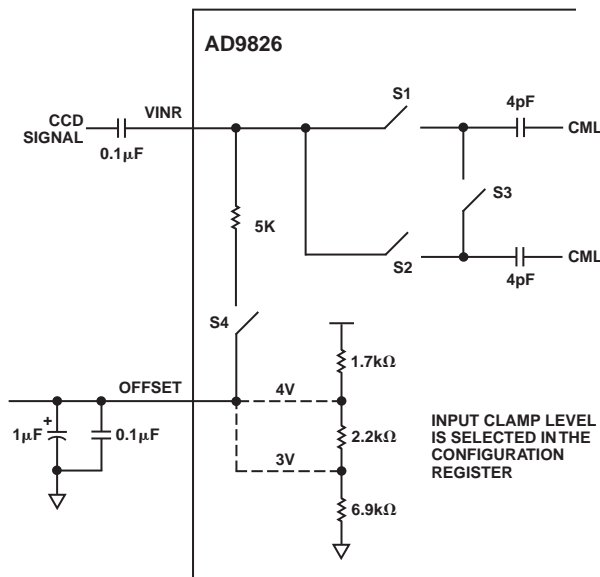 AD9826
S1
4pF
CCD
SIGNAL
VINR
CML
0.1µF
S3
5K
S2
CML
4pF
S4
1.7kΩ
OFFSET
4V
+
1µF
0.1µF
2.2kΩ
INPUT CLAMP LEVEL
IS SELECTED IN THE
CONFIGURATION
REGISTER
3V
6.9kΩ